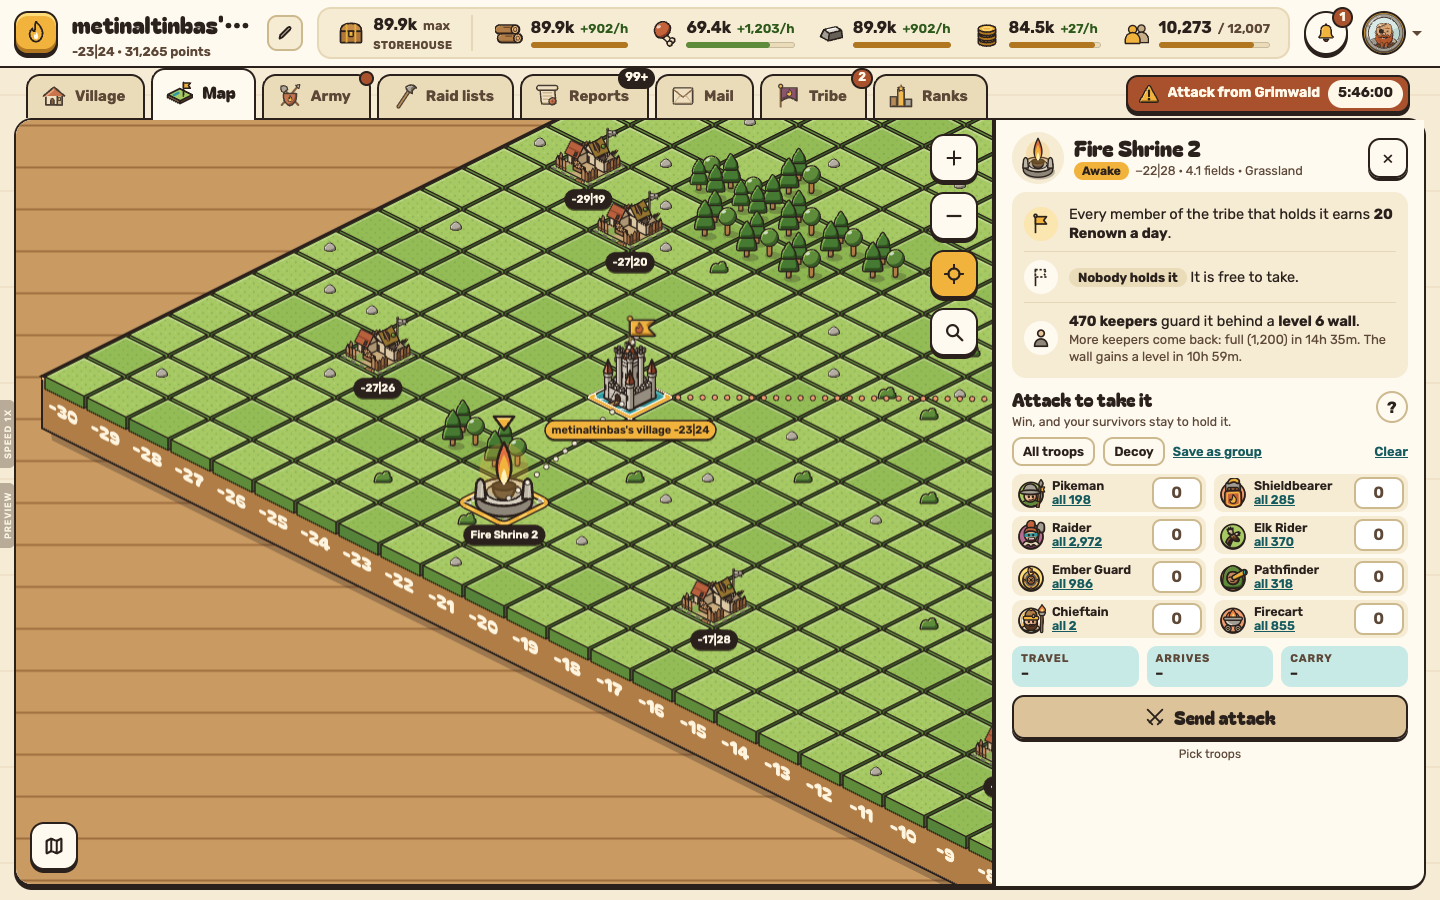 metinaltinbas'···
-23|24 • 31,265 points
89.9k max
STOREHOUSE
89.9k +902/h
69.4k +1,203/h
89.9k +902/h
84.5k +27/h
10,273 / 12,007
1
Village
Map
Army
Raid lists
Reports
99+
Mail
Tribe
2
Ranks
Attack from Grimwald 5:46:00
-29|19
-27|20
-27|26
metinaltinbas's village -23|24
Fire Shrine 2
-17|28
-30
-29
-28
-27
-26
-25
-24
-23
-22
-21
-20
-19
-18
-17
-16
-15
-14
-13
-12
-11
-10
-9
SPEED 1X
PREVIEW
Fire Shrine 2
Awake −22|28 • 4.1 fields • Grassland
Every member of the tribe that holds it earns 20
Renown a day.
Nobody holds it It is free to take.
470 keepers guard it behind a level 6 wall.
More keepers come back: full (1,200) in 14h 35m. The
wall gains a level in 10h 59m.
Attack to take it
?
Win, and your survivors stay to hold it.
All troops
Decoy
Save as group
Clear
Pikeman
all 198
0
Shieldbearer
all 285
0
Raider
all 2,972
0
Elk Rider
all 370
0
Ember Guard
all 986
0
Pathfinder
all 318
0
Chieftain
all 2
0
Firecart
all 855
0
TRAVEL
–
ARRIVES
–
CARRY
–
Send attack
Pick troops